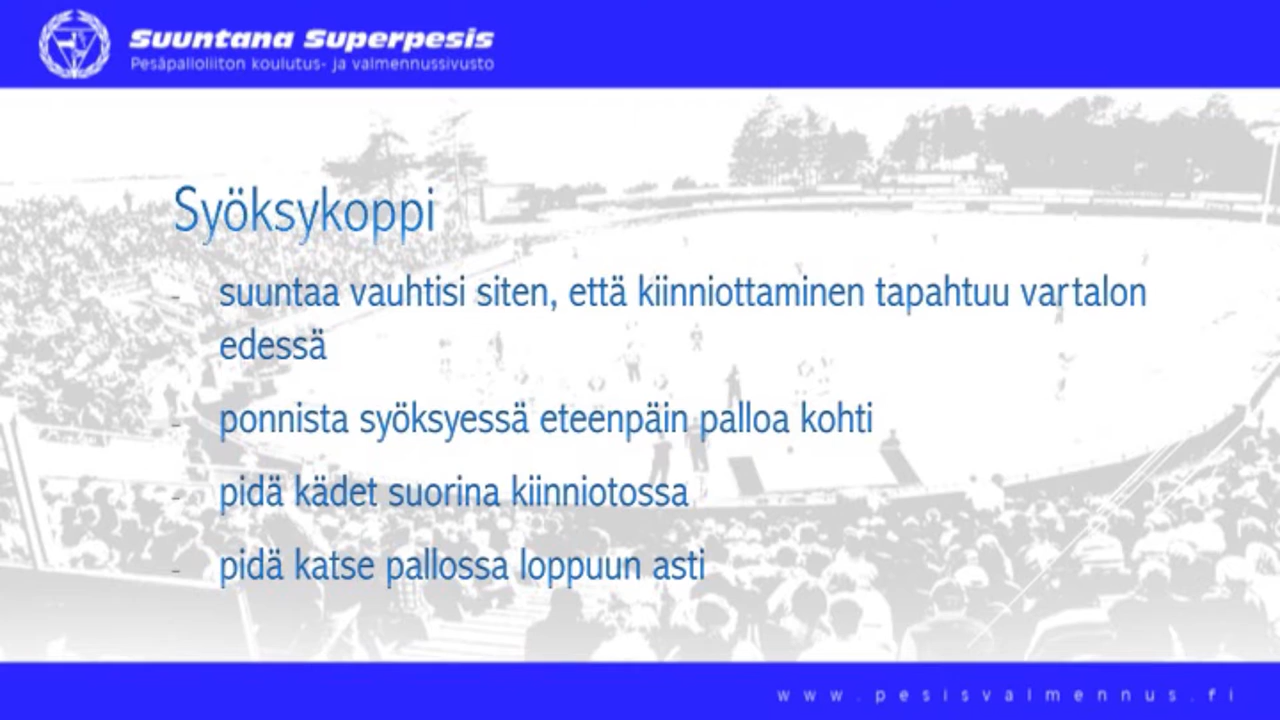 Suuntana Superpesis
Pesäpalloliiton koulutus- ja valmennussivusto
Syöksykoppi
- suuntaa vauhtisi siten, että kiinniottaminen tapahtuu vartalon
edessä
- ponnista syöksyessä eteenpäin palloa kohti
- pidä kädet suorina kiinniotossa
- pidä katse pallossa loppuun asti
www.pesisvalmennus.fi